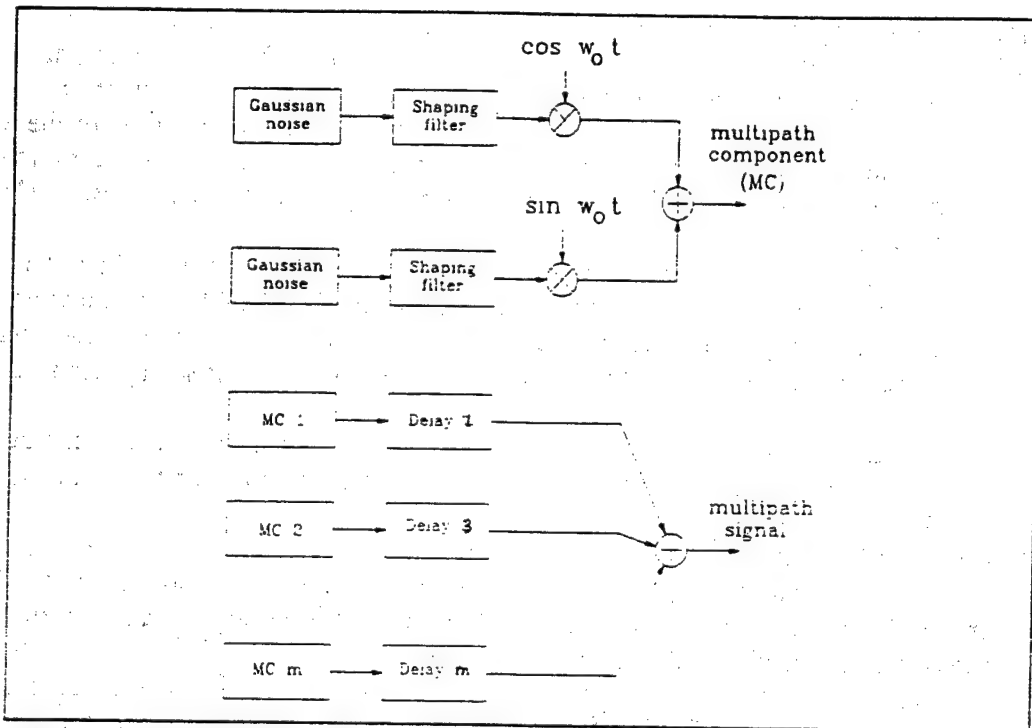 cos w₀ t
Gaussian
noise
Shaping
filter
multipath
component
(MC)
sin w₀ t
Gaussian
noise
Shaping
filter
MC 1
Delay 1
MC 2
Delay 3
multipath
signal
MC m
Delay m